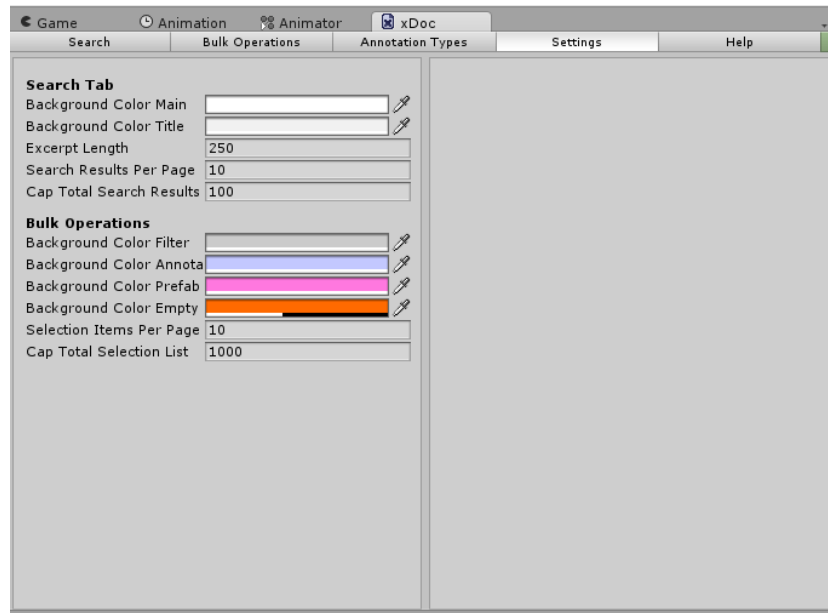 Game Animation Animator xDoc
Search Bulk Operations Annotation Types Settings Help
Search Tab
Background Color Main
Background Color Title
Excerpt Length 250
Search Results Per Page 10
Cap Total Search Results 100
Bulk Operations
Background Color Filter
Background Color Annota
Background Color Prefab
Background Color Empty
Selection Items Per Page 10
Cap Total Selection List 1000